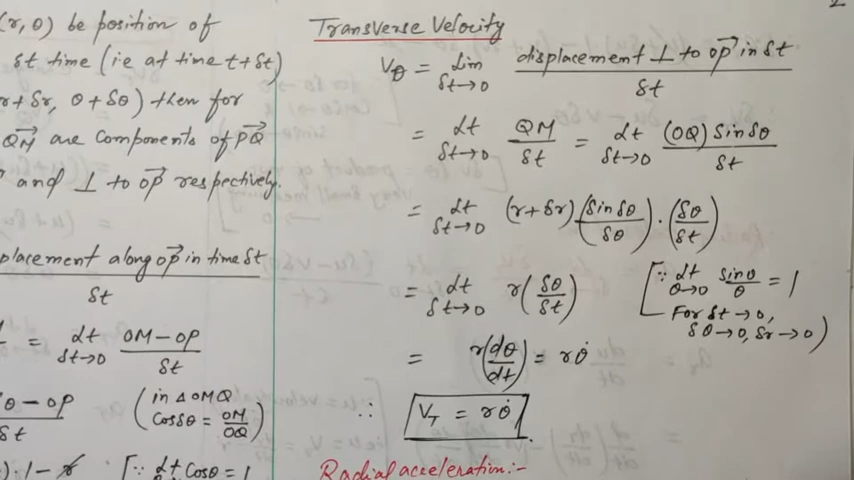 (r, θ) be position of
δt time (i.e at time t+δt)
r+δr, θ+δθ) then for
QM⃗ are components of PQ⃗
and ⊥ to OP⃗ respectively.
placement along OP⃗ in time δt
δt
= Lt δt→0 OM-OP / δt
θ - OP / δt (in △ OMQ
Cosδθ = OM/OQ)
) · 1 - r [∵ Lt Cosθ = 1
Transverse Velocity
Vθ = Lim δt→0 displacement ⊥ to OP⃗ in δt / δt
= Lt δt→0 QM/δt = Lt δt→0 (OQ) Sinδθ / δt
= Lt δt→0 (r+δr) (Sinδθ/δθ) · (δθ/δt)
= Lt δt→0 r(δθ/δt) [∵ Lt θ→0 Sinθ/θ = 1
For δt→0,
δθ→0, δr→0)
= r(dθ/dt) = rθ̇
∴ V_T = rθ̇
Radial acceleration:-